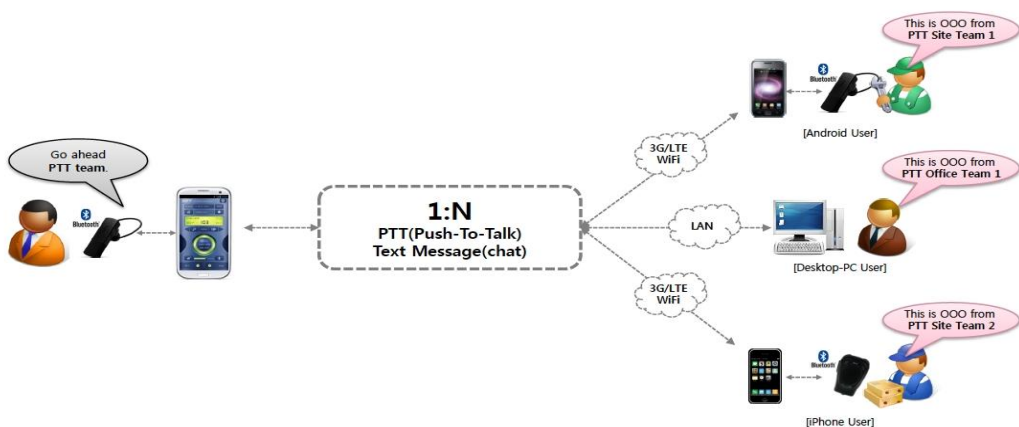 Go ahead
PTT team.
Bluetooth
1:N
PTT(Push-To-Talk)
Text Message(chat)
3G/LTE
WiFi
LAN
3G/LTE
WiFi
This is OOO from
PTT Site Team 1
Bluetooth
[Android User]
This is OOO from
PTT Office Team 1
[Desktop-PC User]
This is OOO from
PTT Site Team 2
Bluetooth
[iPhone User]